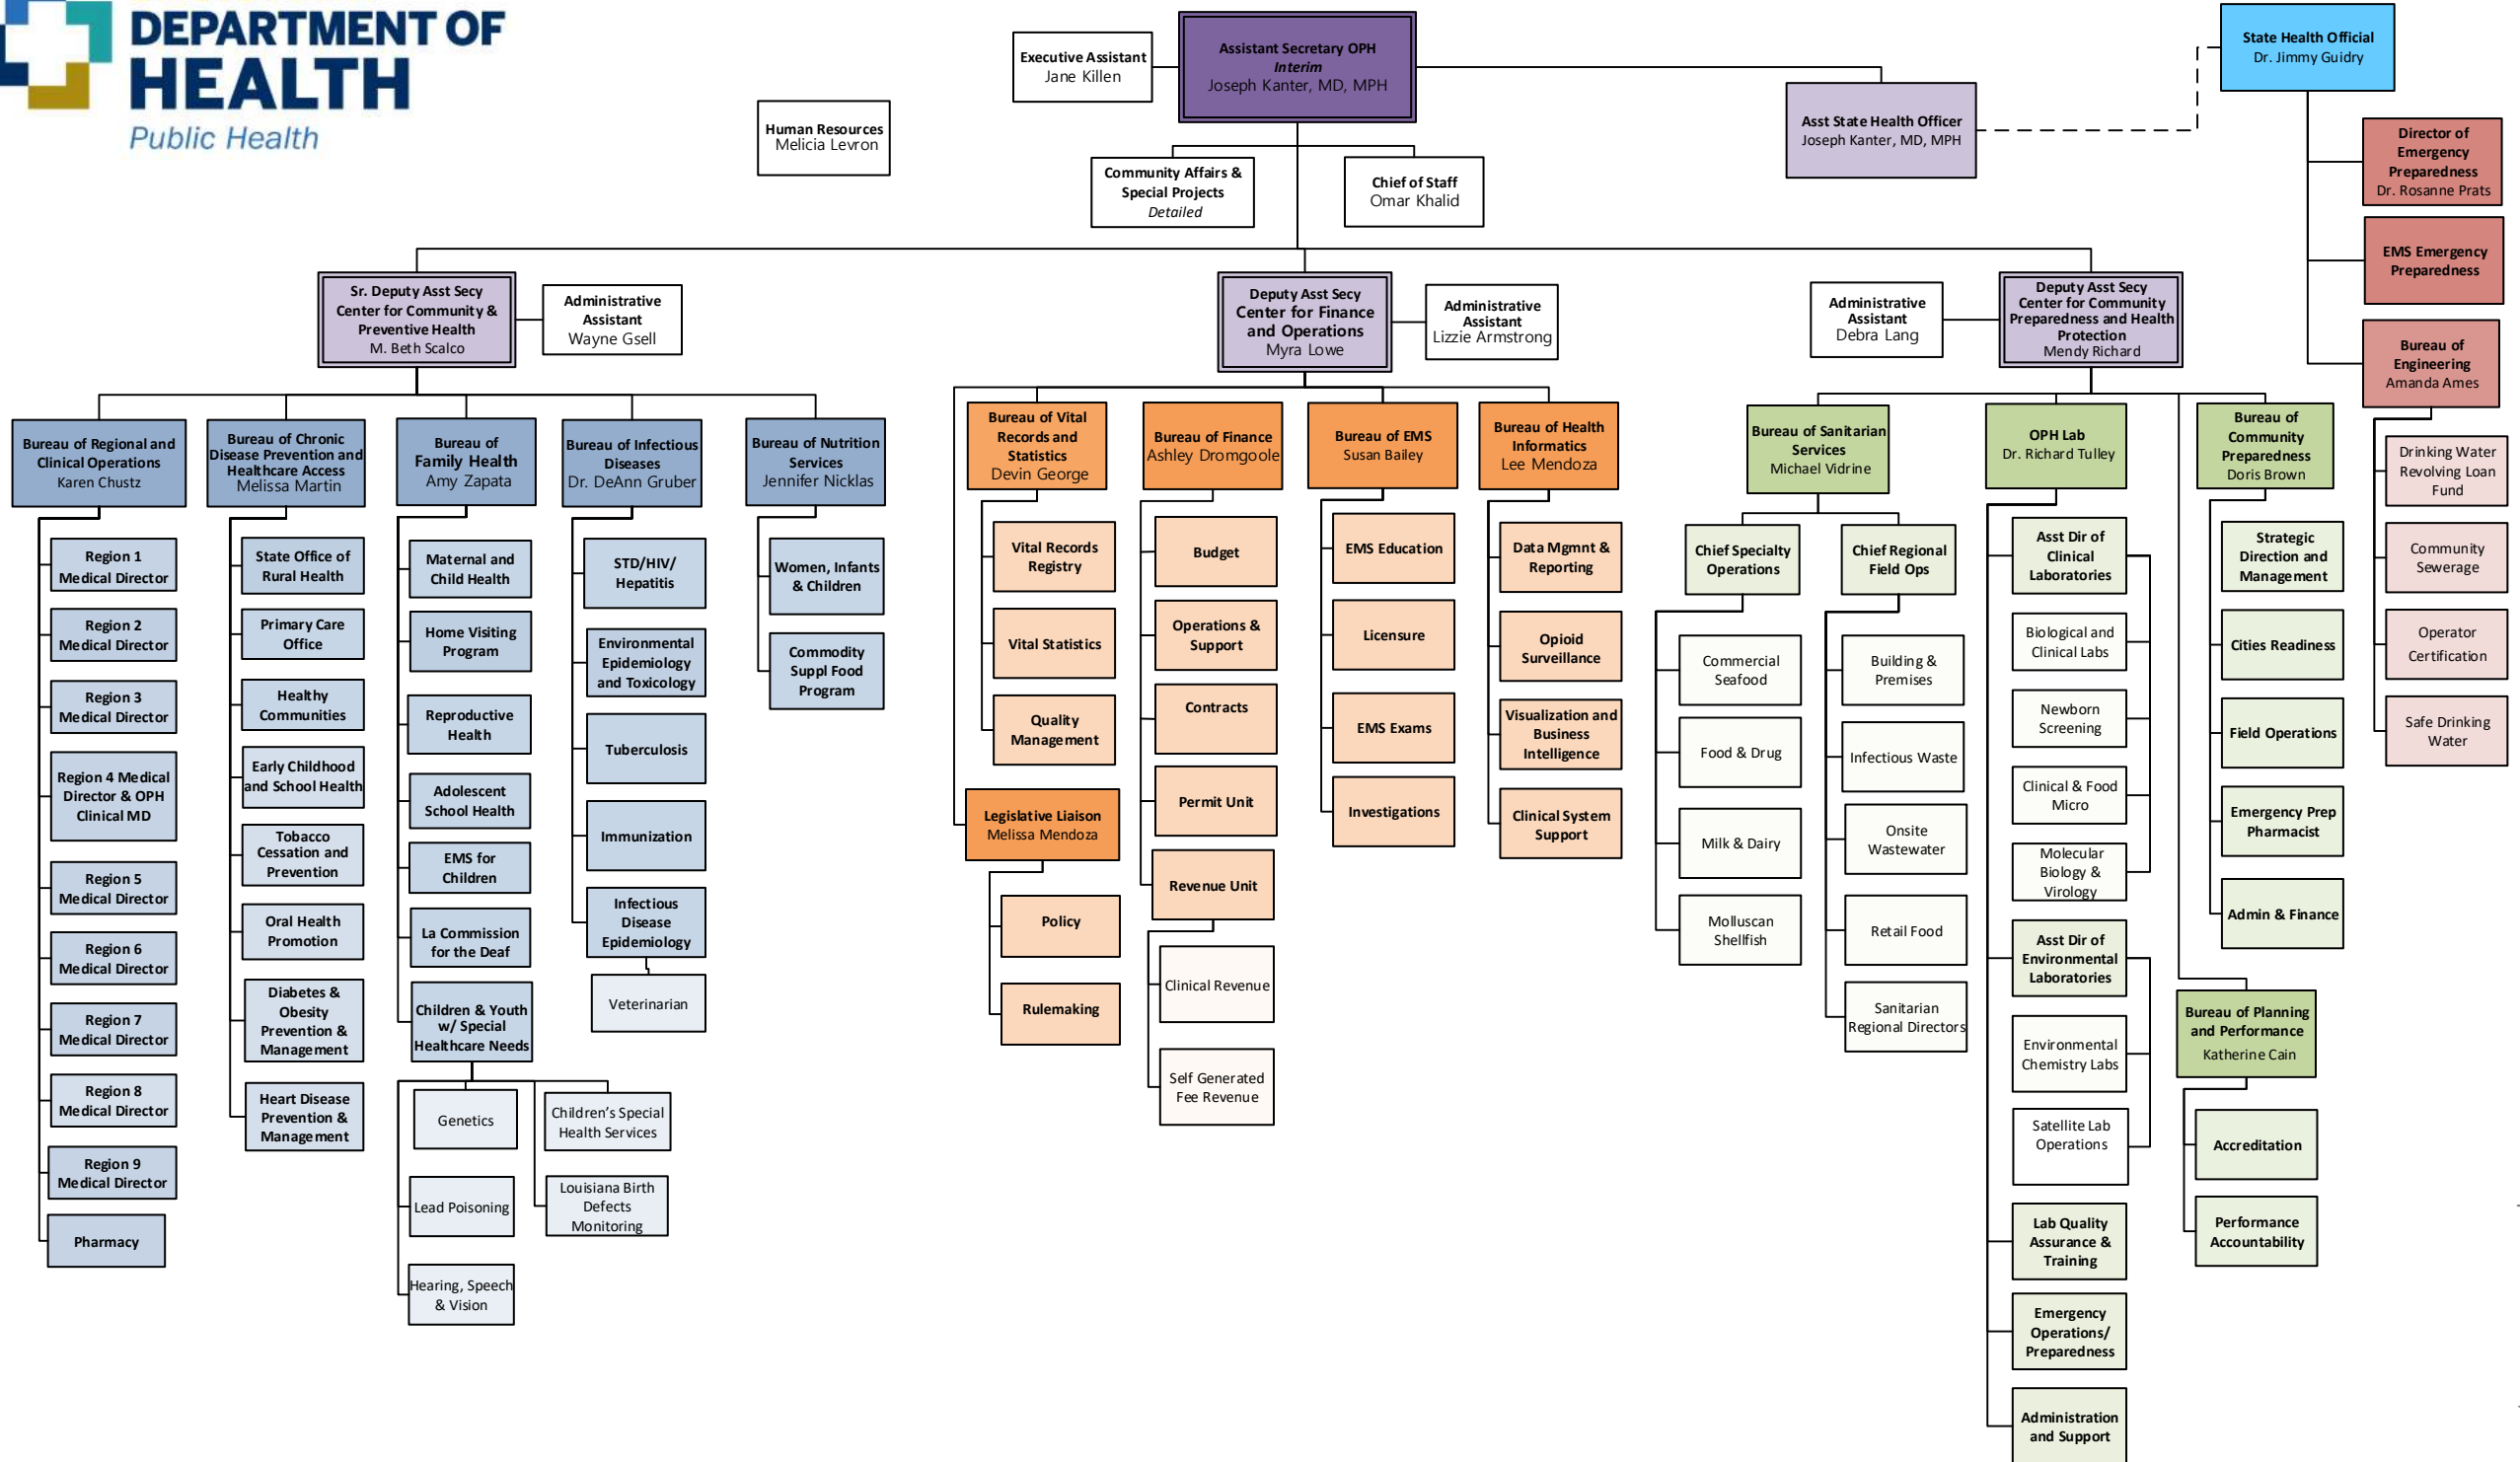 DEPARTMENT OF
HEALTH
Public Health
Executive Assistant
Jane Killen
Assistant Secretary OPH
Interim
Joseph Kanter, MD, MPH
State Health Official
Dr. Jimmy Guidry
Human Resources
Melicia Levron
Community Affairs &
Special Projects
Detailed
Chief of Staff
Omar Khalid
Asst State Health Officer
Joseph Kanter, MD, MPH
Director of
Emergency
Preparedness
Dr. Rosanne Prats
EMS Emergency
Preparedness
Bureau of
Engineering
Amanda Ames
Drinking Water
Revolving Loan
Fund
Community
Sewerage
Operator
Certification
Safe Drinking
Water
Sr. Deputy Asst Secy
Center for Community &
Preventive Health
M. Beth Scalco
Administrative
Assistant
Wayne Gsell
Deputy Asst Secy
Center for Finance
and Operations
Myra Lowe
Administrative
Assistant
Lizzie Armstrong
Administrative
Assistant
Debra Lang
Deputy Asst Secy
Center for Community
Preparedness and Health
Protection
Mendy Richard
Bureau of Regional and
Clinical Operations
Karen Chustz
Region 1
Medical Director
Region 2
Medical Director
Region 3
Medical Director
Region 4 Medical
Director & OPH
Clinical MD
Region 5
Medical Director
Region 6
Medical Director
Region 7
Medical Director
Region 8
Medical Director
Region 9
Medical Director
Pharmacy
Bureau of Chronic
Disease Prevention and
Healthcare Access
Melissa Martin
State Office of
Rural Health
Primary Care
Office
Healthy
Communities
Early Childhood
and School Health
Tobacco
Cessation and
Prevention
Oral Health
Promotion
Diabetes &
Obesity
Prevention &
Management
Heart Disease
Prevention &
Management
Bureau of
Family Health
Amy Zapata
Maternal and
Child Health
Home Visiting
Program
Reproductive
Health
Adolescent
School Health
EMS for
Children
La Commission
for the Deaf
Children & Youth
w/ Special
Healthcare Needs
Genetics
Children's Special
Health Services
Lead Poisoning
Louisiana Birth
Defects
Monitoring
Hearing, Speech
& Vision
Bureau of Infectious
Diseases
Dr. DeAnn Gruber
STD/HIV/
Hepatitis
Environmental
Epidemiology
and Toxicology
Tuberculosis
Immunization
Infectious
Disease
Epidemiology
Veterinarian
Bureau of Nutrition
Services
Jennifer Nicklas
Women, Infants
& Children
Commodity
Suppl Food
Program
Bureau of Vital
Records and
Statistics
Devin George
Vital Records
Registry
Vital Statistics
Quality
Management
Legislative Liaison
Melissa Mendoza
Policy
Rulemaking
Bureau of Finance
Ashley Dromgoole
Budget
Operations &
Support
Contracts
Permit Unit
Revenue Unit
Clinical Revenue
Self Generated
Fee Revenue
Bureau of EMS
Susan Bailey
EMS Education
Licensure
EMS Exams
Investigations
Bureau of Health
Informatics
Lee Mendoza
Data Mgmnt &
Reporting
Opioid
Surveillance
Visualization and
Business
Intelligence
Clinical System
Support
Bureau of Sanitarian
Services
Michael Vidrine
Chief Specialty
Operations
Commercial
Seafood
Food & Drug
Milk & Dairy
Molluscan
Shellfish
Chief Regional
Field Ops
Building &
Premises
Infectious Waste
Onsite
Wastewater
Retail Food
Sanitarian
Regional Directors
OPH Lab
Dr. Richard Tulley
Asst Dir of
Clinical
Laboratories
Biological and
Clinical Labs
Newborn
Screening
Clinical & Food
Micro
Molecular
Biology &
Virology
Asst Dir of
Environmental
Laboratories
Environmental
Chemistry Labs
Satellite Lab
Operations
Lab Quality
Assurance &
Training
Emergency
Operations/
Preparedness
Administration
and Support
Bureau of
Community
Preparedness
Doris Brown
Strategic
Direction and
Management
Cities Readiness
Field Operations
Emergency Prep
Pharmacist
Admin & Finance
Bureau of Planning
and Performance
Katherine Cain
Accreditation
Performance
Accountability